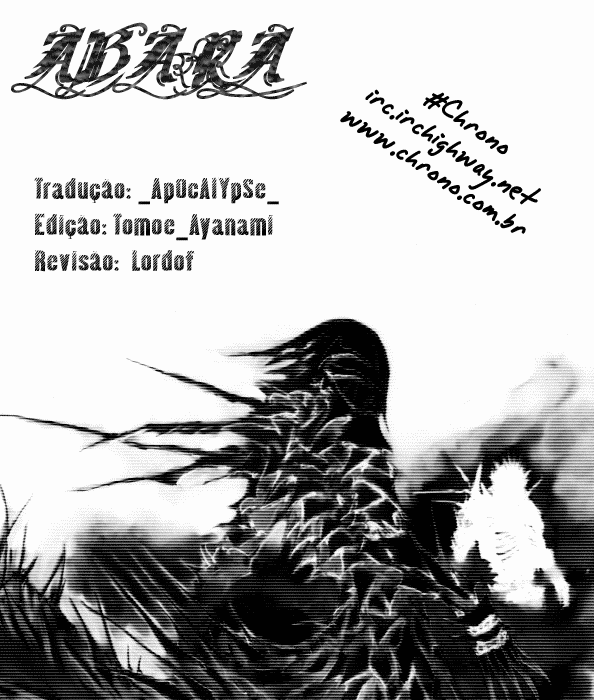 ABARA
#Chrono
irc.irchighway.net
www.chrono.com.br
Tradução: _ApOcAlYpSe_
Edição: Tomoe_Ayanami
Revisão: Lordof